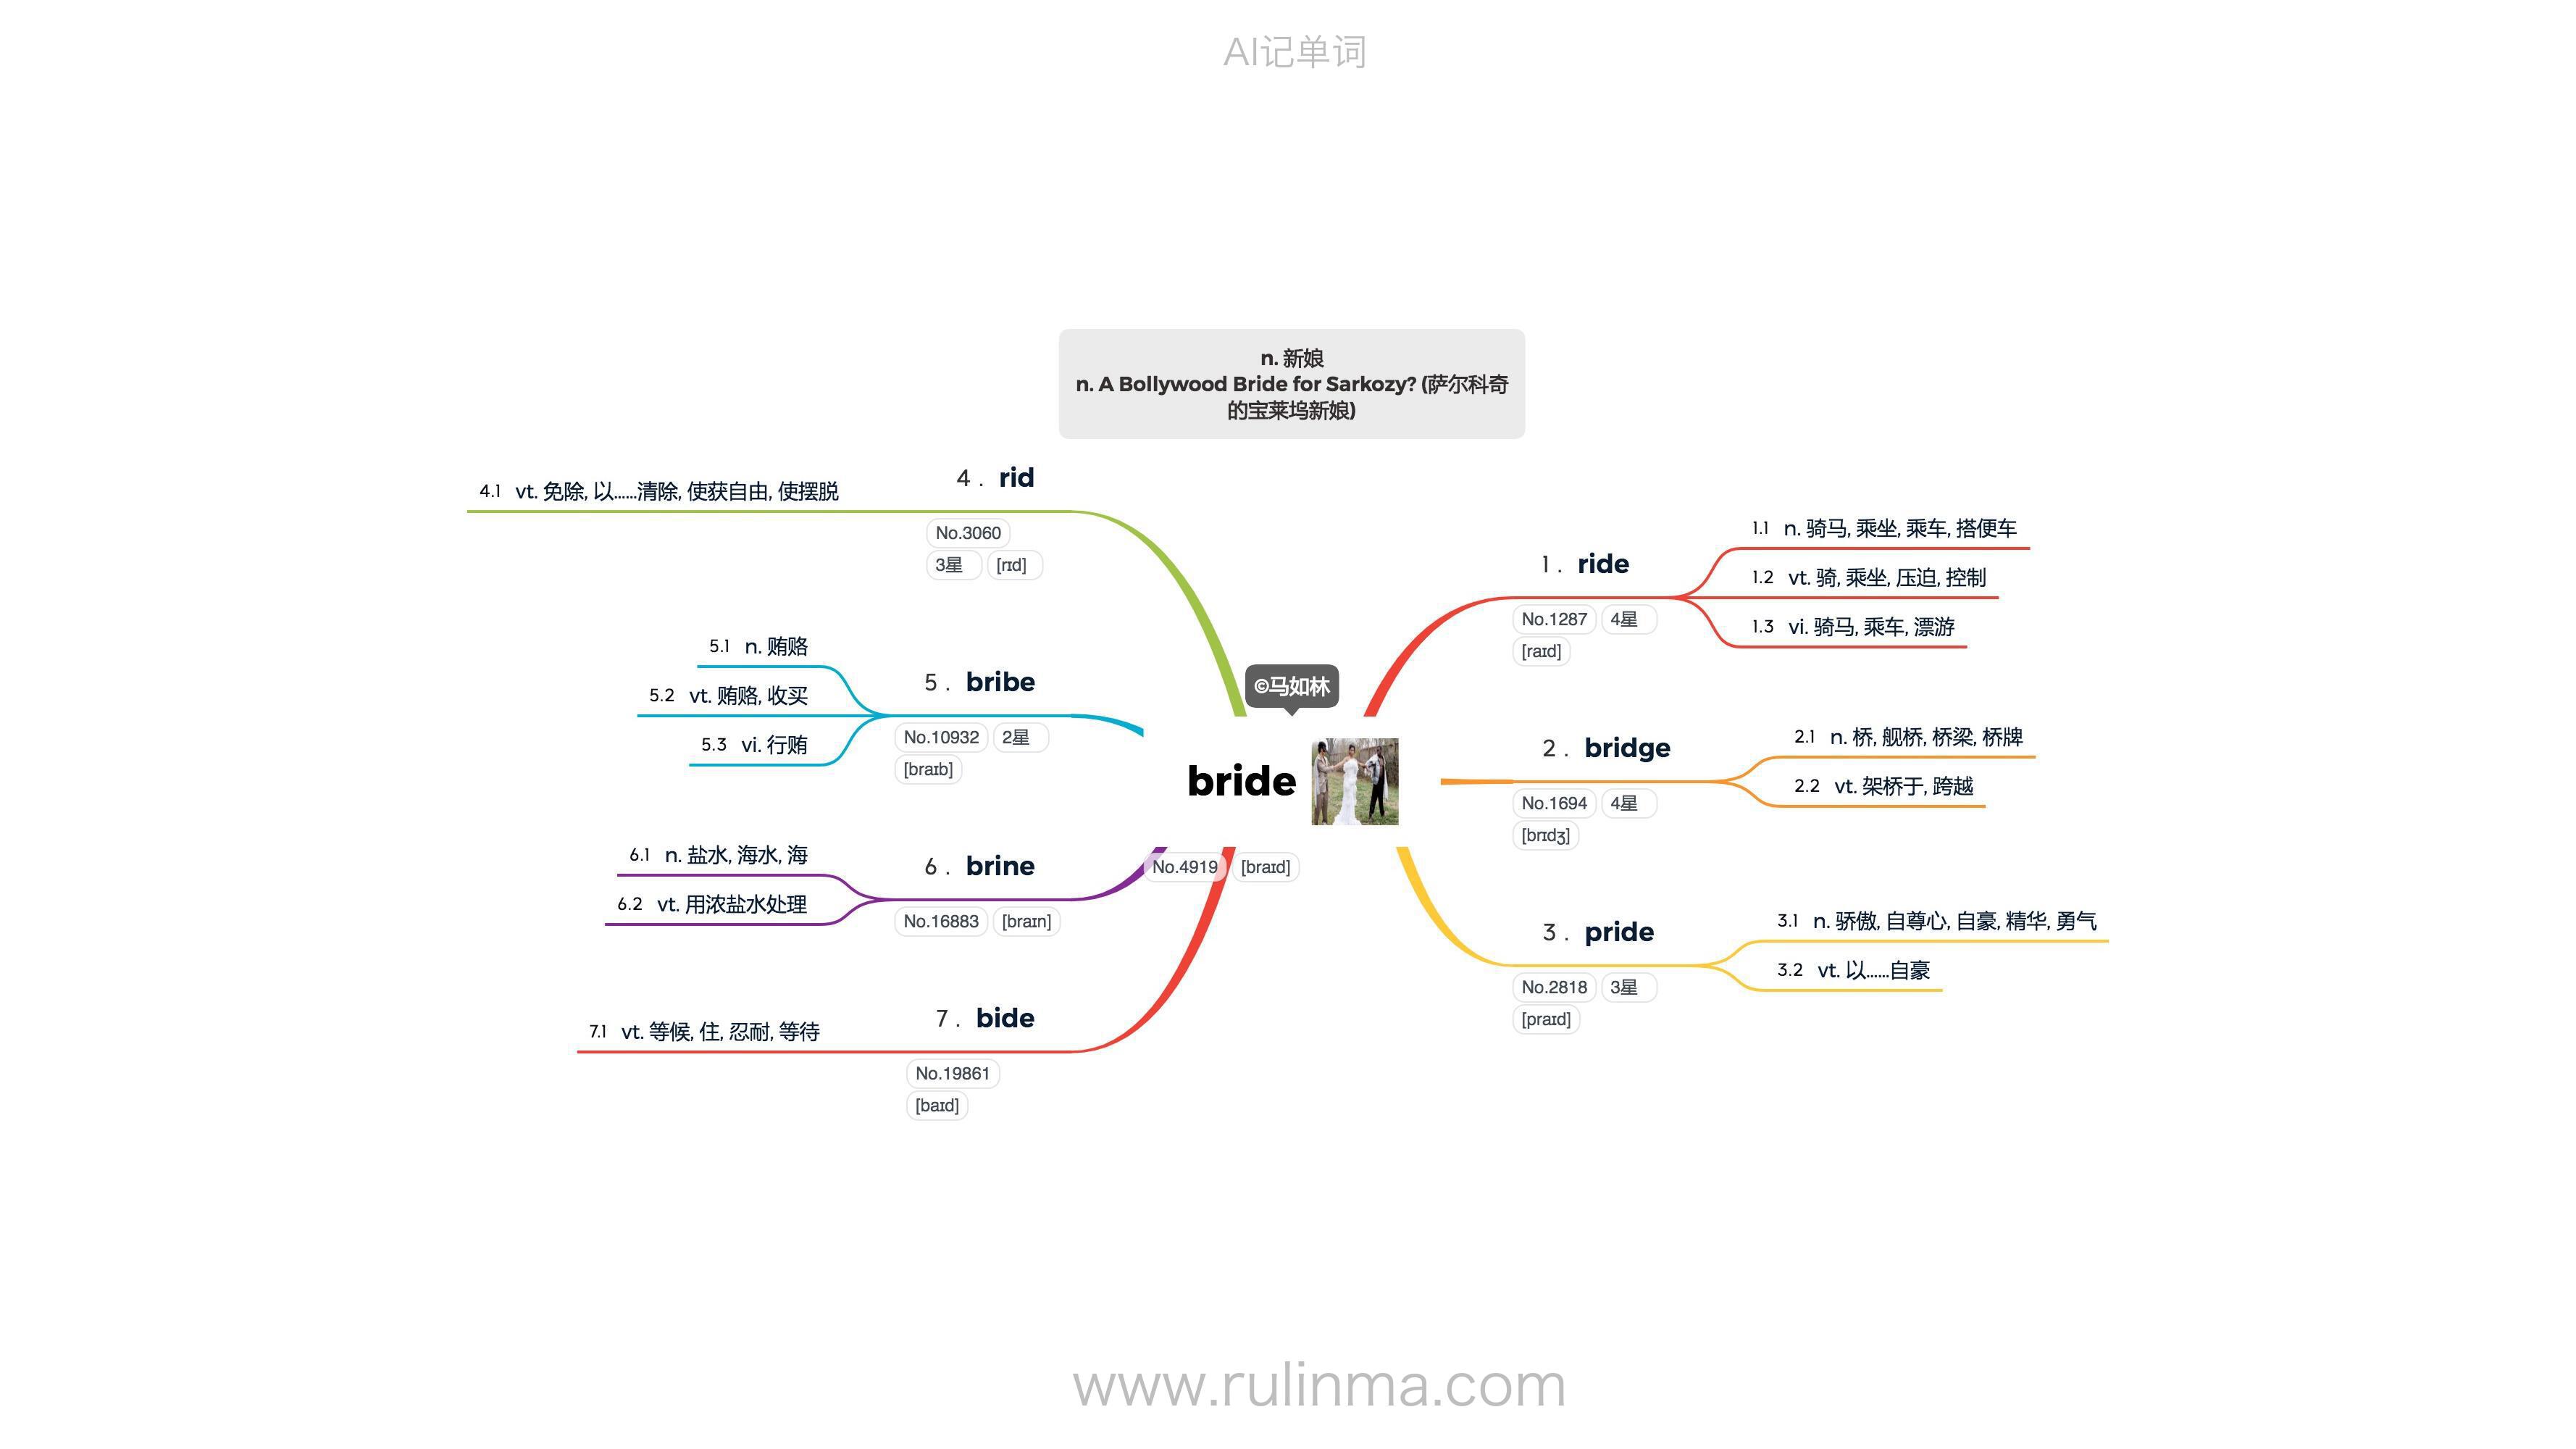 AI记单词
n. 新娘
n. A Bollywood Bride for Sarkozy? (萨尔科奇
的宝莱坞新娘)
©马如林
bride
No.4919 [braɪd]
1. ride
No.1287 4星
[raɪd]
1.1 n. 骑马, 乘坐, 乘车, 搭便车
1.2 vt. 骑, 乘坐, 压迫, 控制
1.3 vi. 骑马, 乘车, 漂游
2. bridge
No.1694 4星
[brɪdʒ]
2.1 n. 桥, 舰桥, 桥梁, 桥牌
2.2 vt. 架桥于, 跨越
3. pride
No.2818 3星
[praɪd]
3.1 n. 骄傲, 自尊心, 自豪, 精华, 勇气
3.2 vt. 以......自豪
4. rid
No.3060
3星 [rɪd]
4.1 vt. 免除, 以......清除, 使获自由, 使摆脱
5. bribe
No.10932 2星
[braɪb]
5.1 n. 贿赂
5.2 vt. 贿赂, 收买
5.3 vi. 行贿
6. brine
No.16883 [braɪn]
6.1 n. 盐水, 海水, 海
6.2 vt. 用浓盐水处理
7. bide
No.19861
[baɪd]
7.1 vt. 等候, 住, 忍耐, 等待
www.rulinma.com